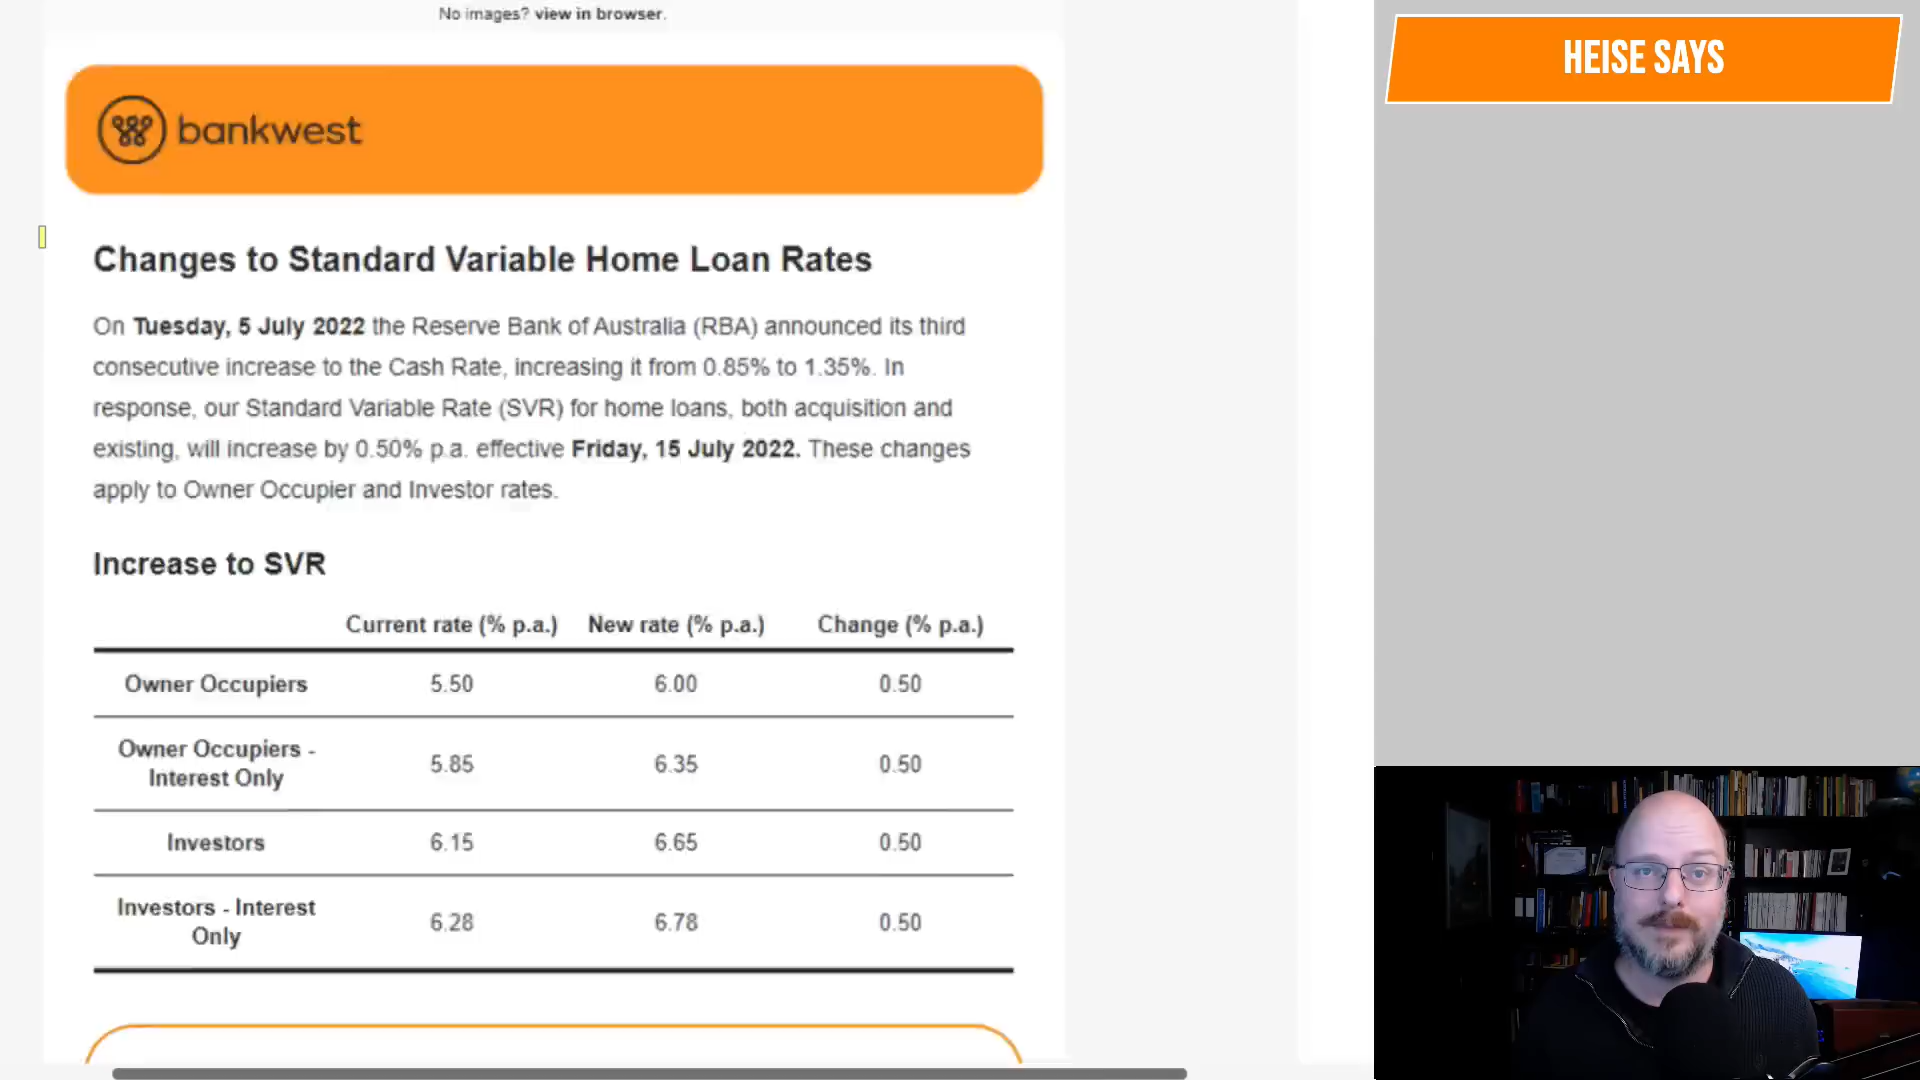 No images? view in browser.
HEISE SAYS
bankwest
Changes to Standard Variable Home Loan Rates
On Tuesday, 5 July 2022 the Reserve Bank of Australia (RBA) announced its third
consecutive increase to the Cash Rate, increasing it from 0.85% to 1.35%. In
response, our Standard Variable Rate (SVR) for home loans, both acquisition and
existing, will increase by 0.50% p.a. effective Friday, 15 July 2022. These changes
apply to Owner Occupier and Investor rates.
Increase to SVR
Current rate (% p.a.) New rate (% p.a.) Change (% p.a.)
Owner Occupiers 5.50 6.00 0.50
Owner Occupiers -
Interest Only 5.85 6.35 0.50
Investors 6.15 6.65 0.50
Investors - Interest
Only 6.28 6.78 0.50